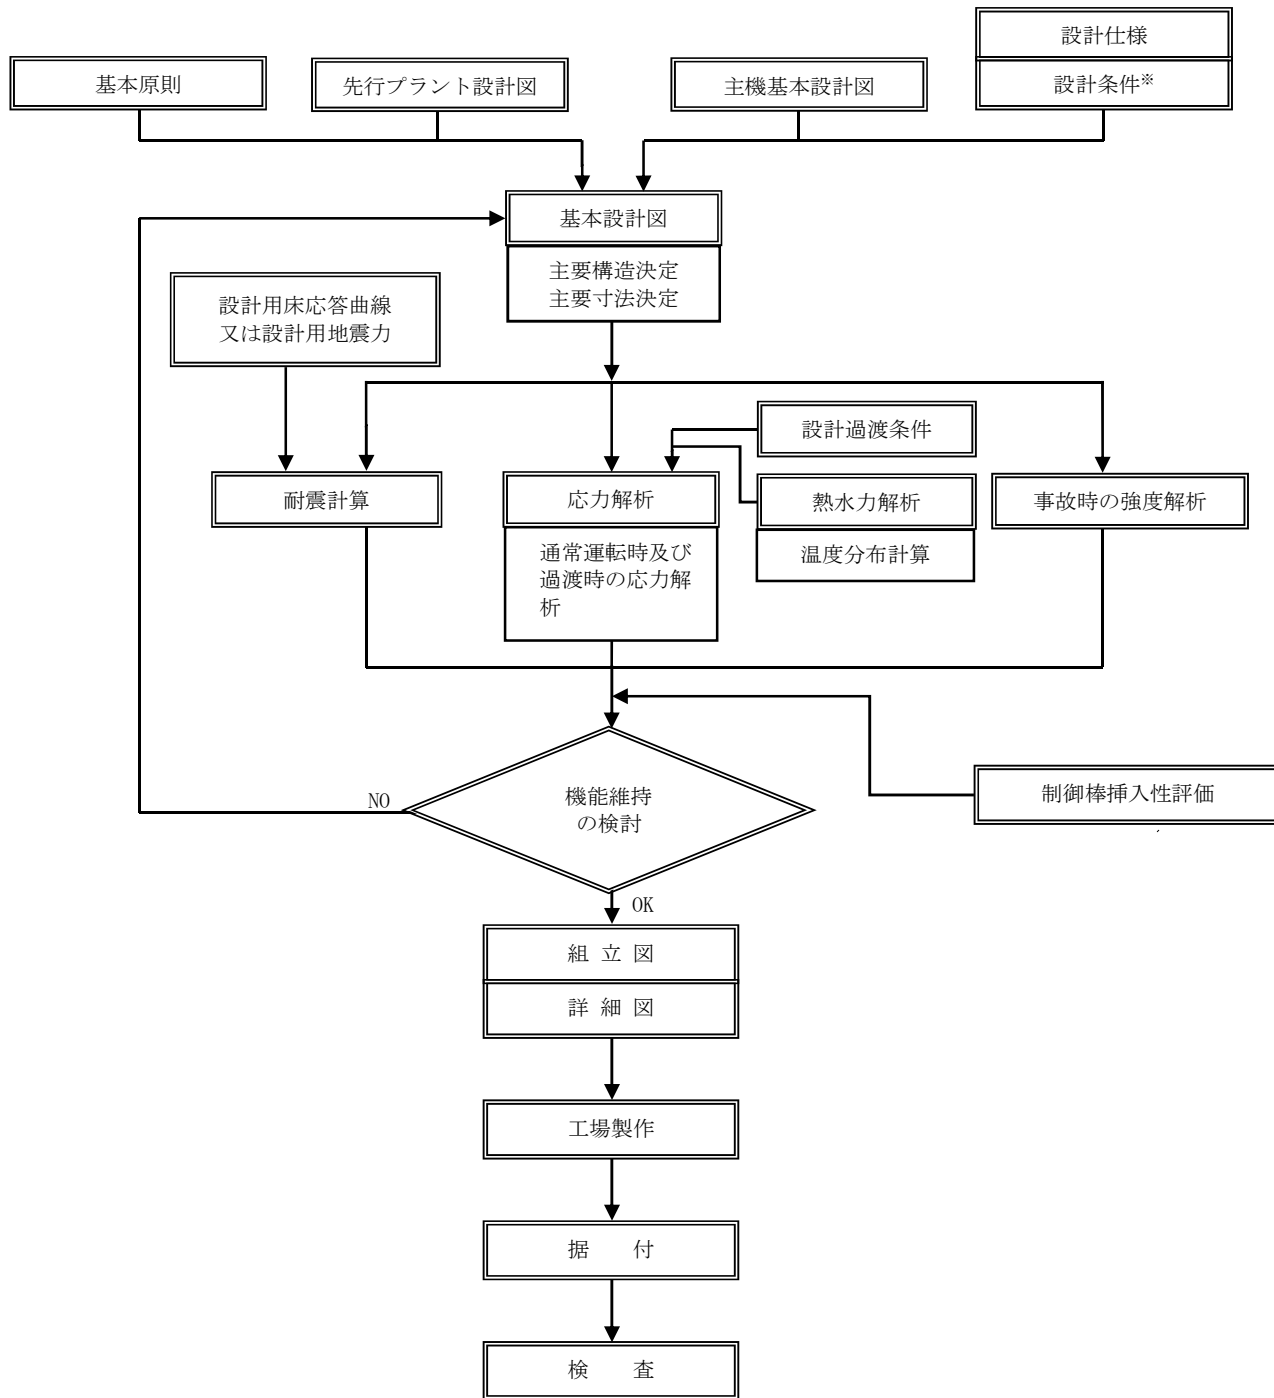 設計仕様
基本原則
先行プラント設計図
主機基本設計図
設計条件※
基本設計図
主要構造決定
主要寸法決定
設計用床応答曲線
又は設計用地震力
設計過渡条件
耐震計算
応力解析
熱水力解析
事故時の強度解析
通常運転時及び
過渡時の応力解
析
温度分布計算
機能維持
の検討
NO
制御棒挿入性評価
OK
組 立 図
詳 細 図
工場製作
据　　付
検　　査